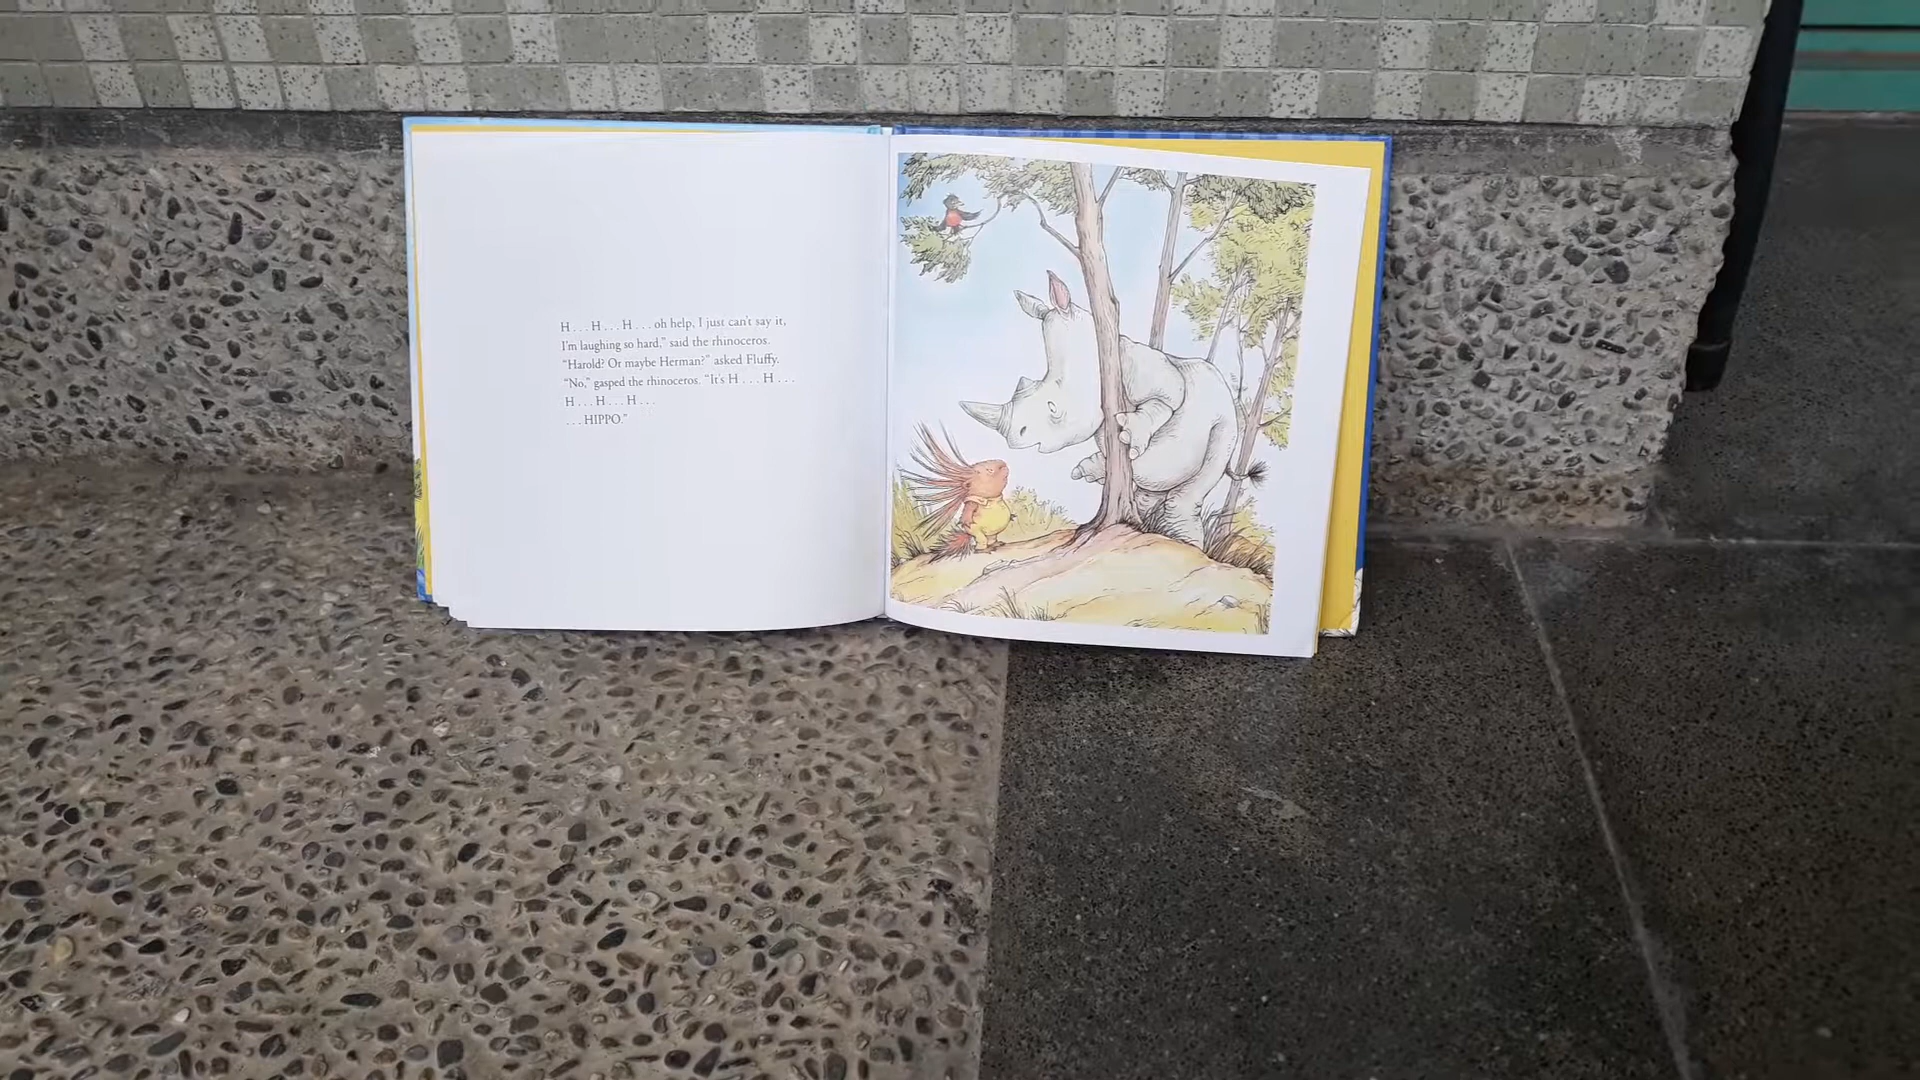 H . . . H . . . H . . . oh help, I just can't say it,
I'm laughing so hard," said the rhinoceros.
"Harold? Or maybe Herman?" asked Fluffy.
"No," gasped the rhinoceros. "It's H . . . H . . .
H . . . H . . . H . . .
. . . HIPPO."